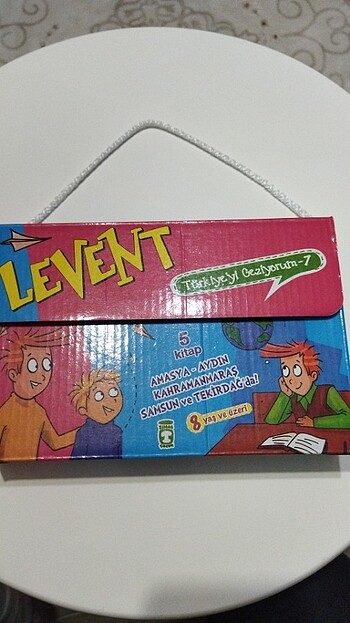 LEVENT
Türkiye'yi Geziyorum-7
5
kitap
AMASYA - AYDIN
KAHRAMANMARAŞ
SAMSUN ve TEKİRDAĞ'da!
8 yaş ve üzeri